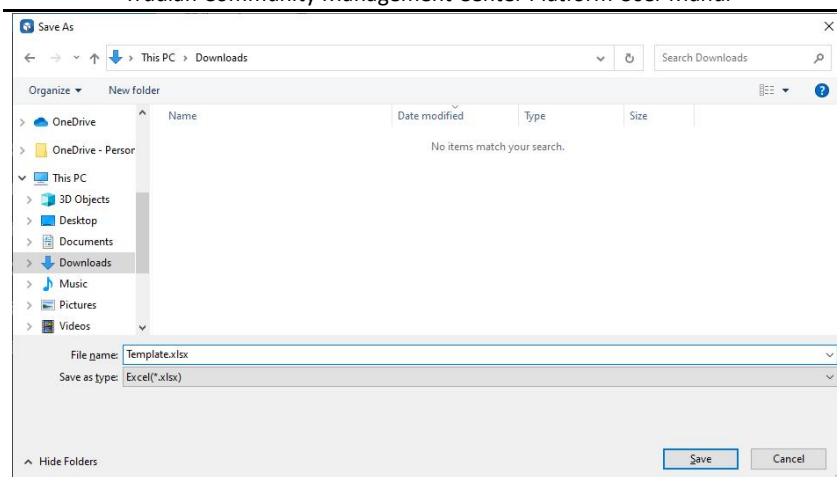 Trudian Community Management Center Platform User Manual
Save As
This PC > Downloads
Search Downloads
Organize
New folder
Name Date modified Type Size
No items match your search.
OneDrive
OneDrive - Person
This PC
3D Objects
Desktop
Documents
Downloads
Music
Pictures
Videos
File name: Template.xlsx
Save as type: Excel(*.xlsx)
Hide Folders
Save
Cancel